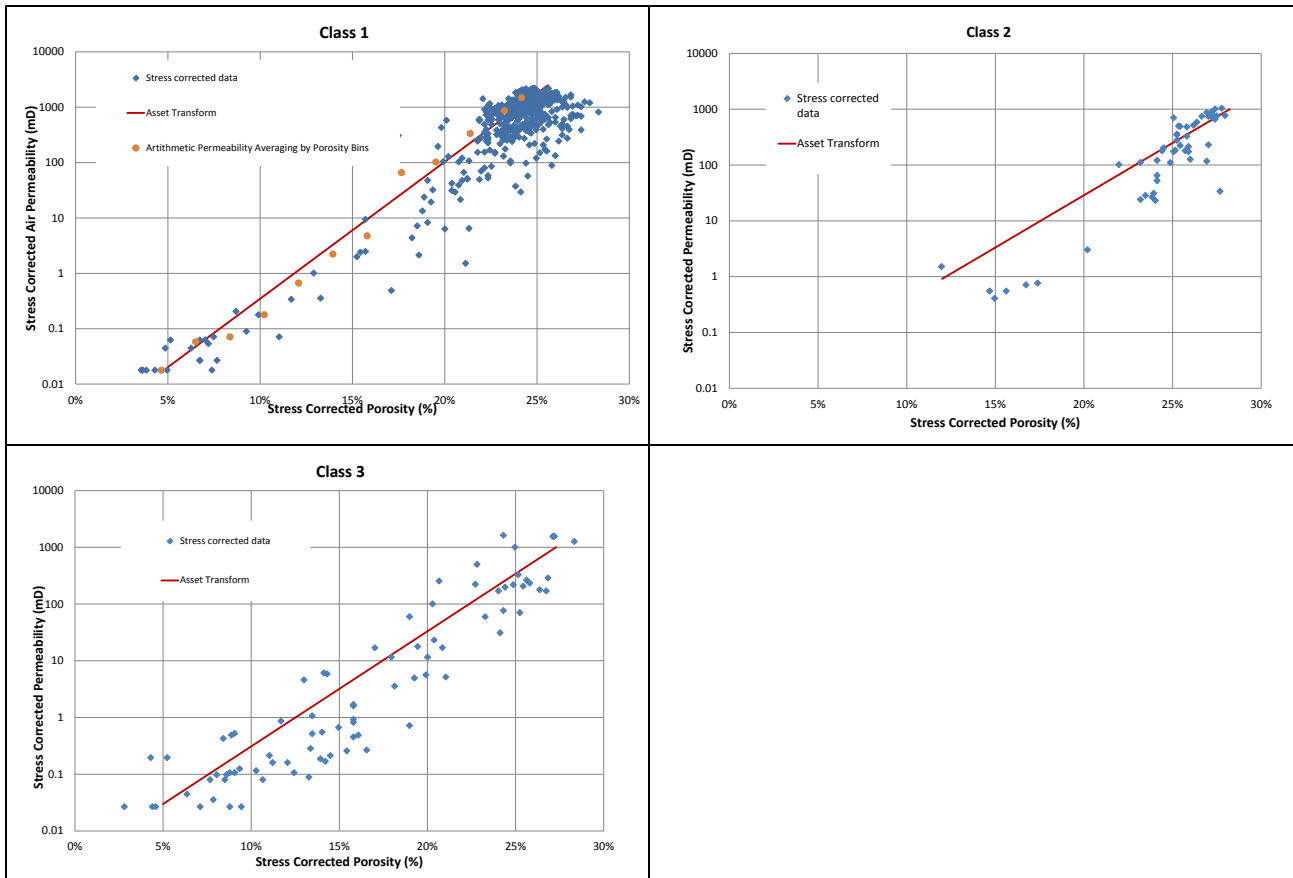 Class 1
10000
1000
100
10
1
0.1
0.01
Stress Corrected Air Permeability (mD)
Stress corrected data
Asset Transform
Artithmetic Permeability Averaging by Porosity Bins
0% 5% 10% 15% 20% 25% 30%
Stress Corrected Porosity (%)
Class 2
10000
1000
100
10
1
0.1
0.01
Stress Corrected Permeability (mD)
Stress corrected
data
Asset Transform
0% 5% 10% 15% 20% 25% 30%
Stress Corrected Porosity (%)
Class 3
10000
1000
100
10
1
0.1
0.01
Stress Corrected Permeability (mD)
Stress corrected data
Asset Transform
0% 5% 10% 15% 20% 25% 30%
Stress Corrected Porosity (%)